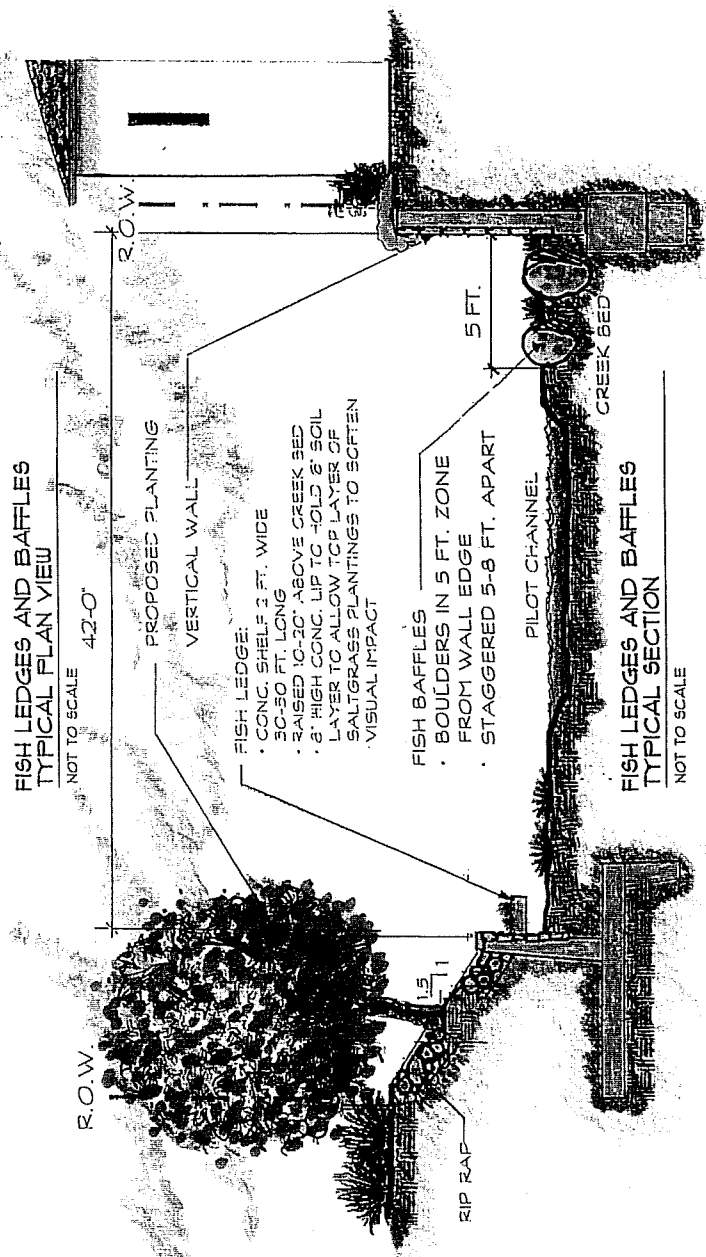 FISH LEDGES AND BAFFLES
TYPICAL PLAN VIEW
NOT TO SCALE
R.O.W.
42-0"
R.O.W.
PROPOSED PLANTING
VERTICAL WALL
FISH LEDGE:
• CONC. SHELF 2 FT. WIDE
30-50 FT. LONG
• RAISED 10-20" ABOVE CREEK BED
• 8" HIGH CONC. LIP TO HOLD 6" SOIL
LAYER TO ALLOW TOP LAYER OF
SALTGRASS PLANTINGS TO SOFTEN
VISUAL IMPACT
1.5
1
5 FT.
FISH BAFFLES
• BOULDERS IN 5 FT. ZONE
FROM WALL EDGE
• STAGGERED 5-8 FT. APART
RIP RAP
PILOT CHANNEL
CREEK BED
FISH LEDGES AND BAFFLES
TYPICAL SECTION
NOT TO SCALE